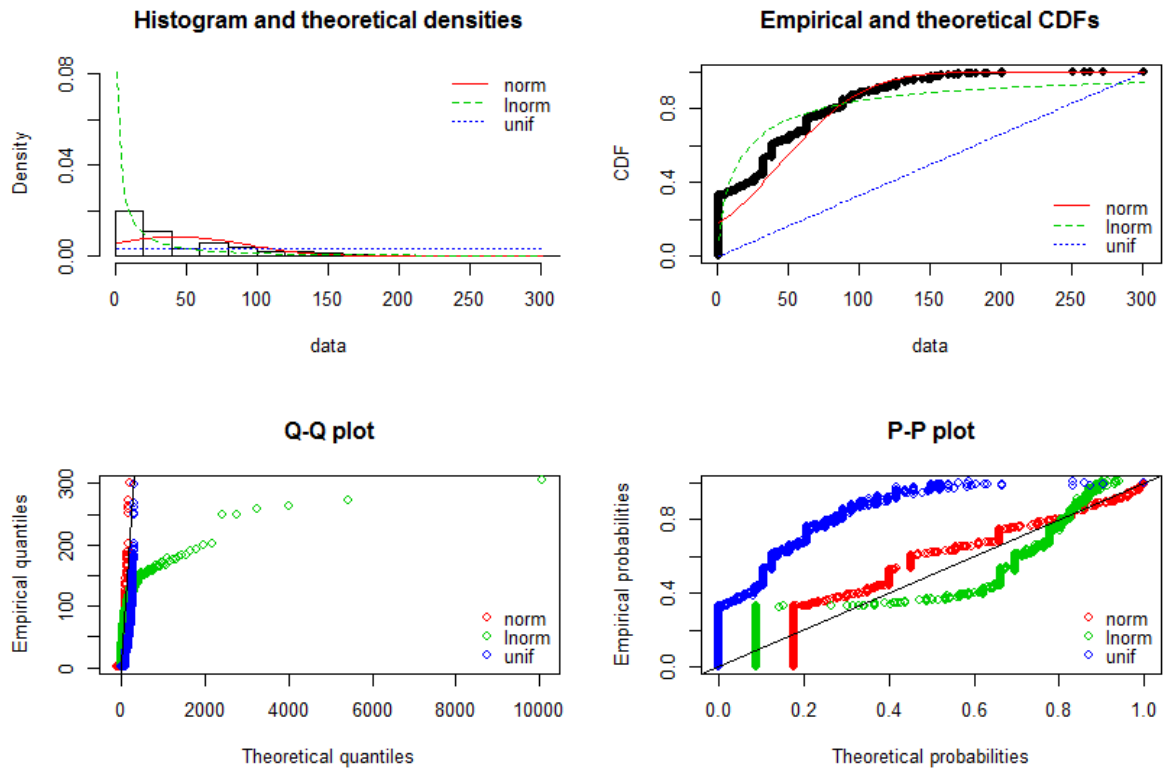 Histogram and theoretical densities
Density
0.00
0.04
0.08
norm
lnorm
unif
0 50 100 150 200 250 300
data
Empirical and theoretical CDFs
CDF
0.0
0.4
0.8
norm
lnorm
unif
0 50 100 150 200 250 300
data
Q-Q plot
Empirical quantiles
0
100
200
300
norm
lnorm
unif
0 2000 4000 6000 8000 10000
Theoretical quantiles
P-P plot
Empirical probabilities
0.0
0.4
0.8
norm
lnorm
unif
0.0 0.2 0.4 0.6 0.8 1.0
Theoretical probabilities